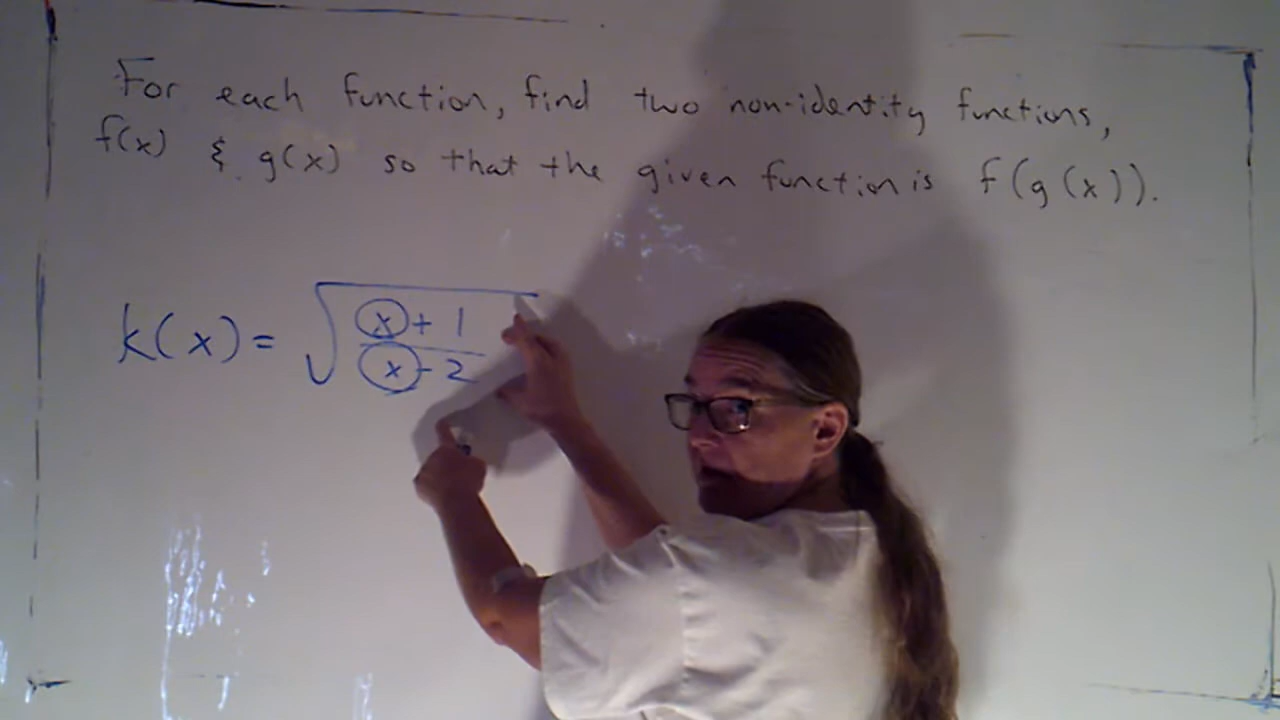 For each function, find two non-identity functions,
f(x) & g(x) so that the given function is f(g(x)).
k(x) = √((x+1)/(x-2))